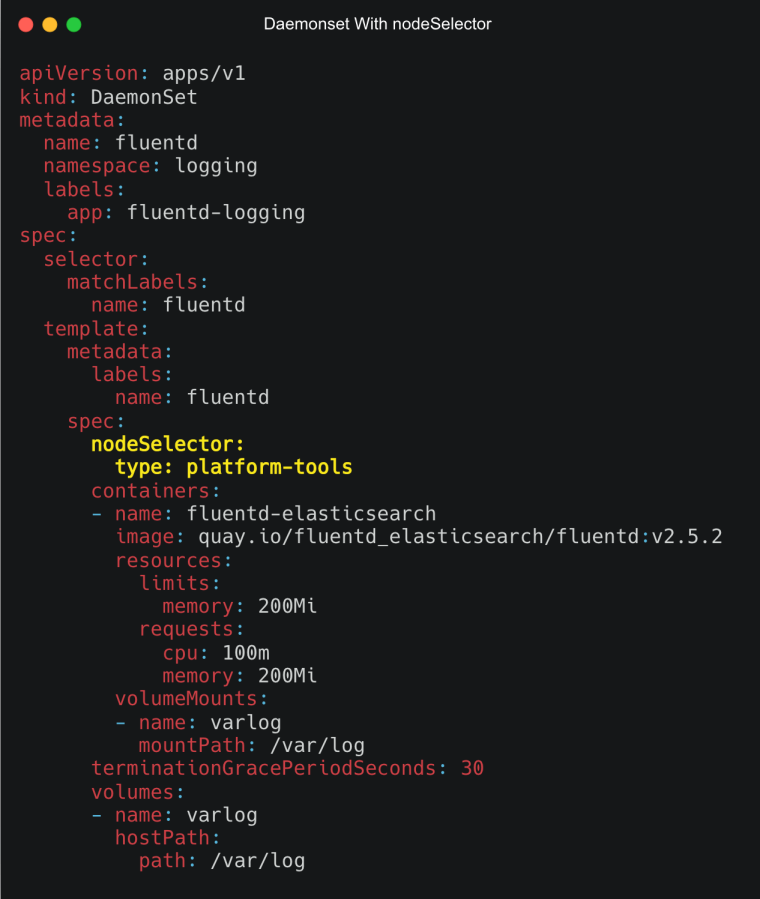 Daemonset With nodeSelector
apiVersion: apps/v1
kind: DaemonSet
metadata:
  name: fluentd
  namespace: logging
  labels:
    app: fluentd-logging
spec:
  selector:
    matchLabels:
      name: fluentd
  template:
    metadata:
      labels:
        name: fluentd
    spec:
      nodeSelector:
        type: platform-tools
      containers:
      - name: fluentd-elasticsearch
        image: quay.io/fluentd_elasticsearch/fluentd:v2.5.2
        resources:
          limits:
            memory: 200Mi
          requests:
            cpu: 100m
            memory: 200Mi
        volumeMounts:
        - name: varlog
          mountPath: /var/log
      terminationGracePeriodSeconds: 30
      volumes:
      - name: varlog
        hostPath:
          path: /var/log